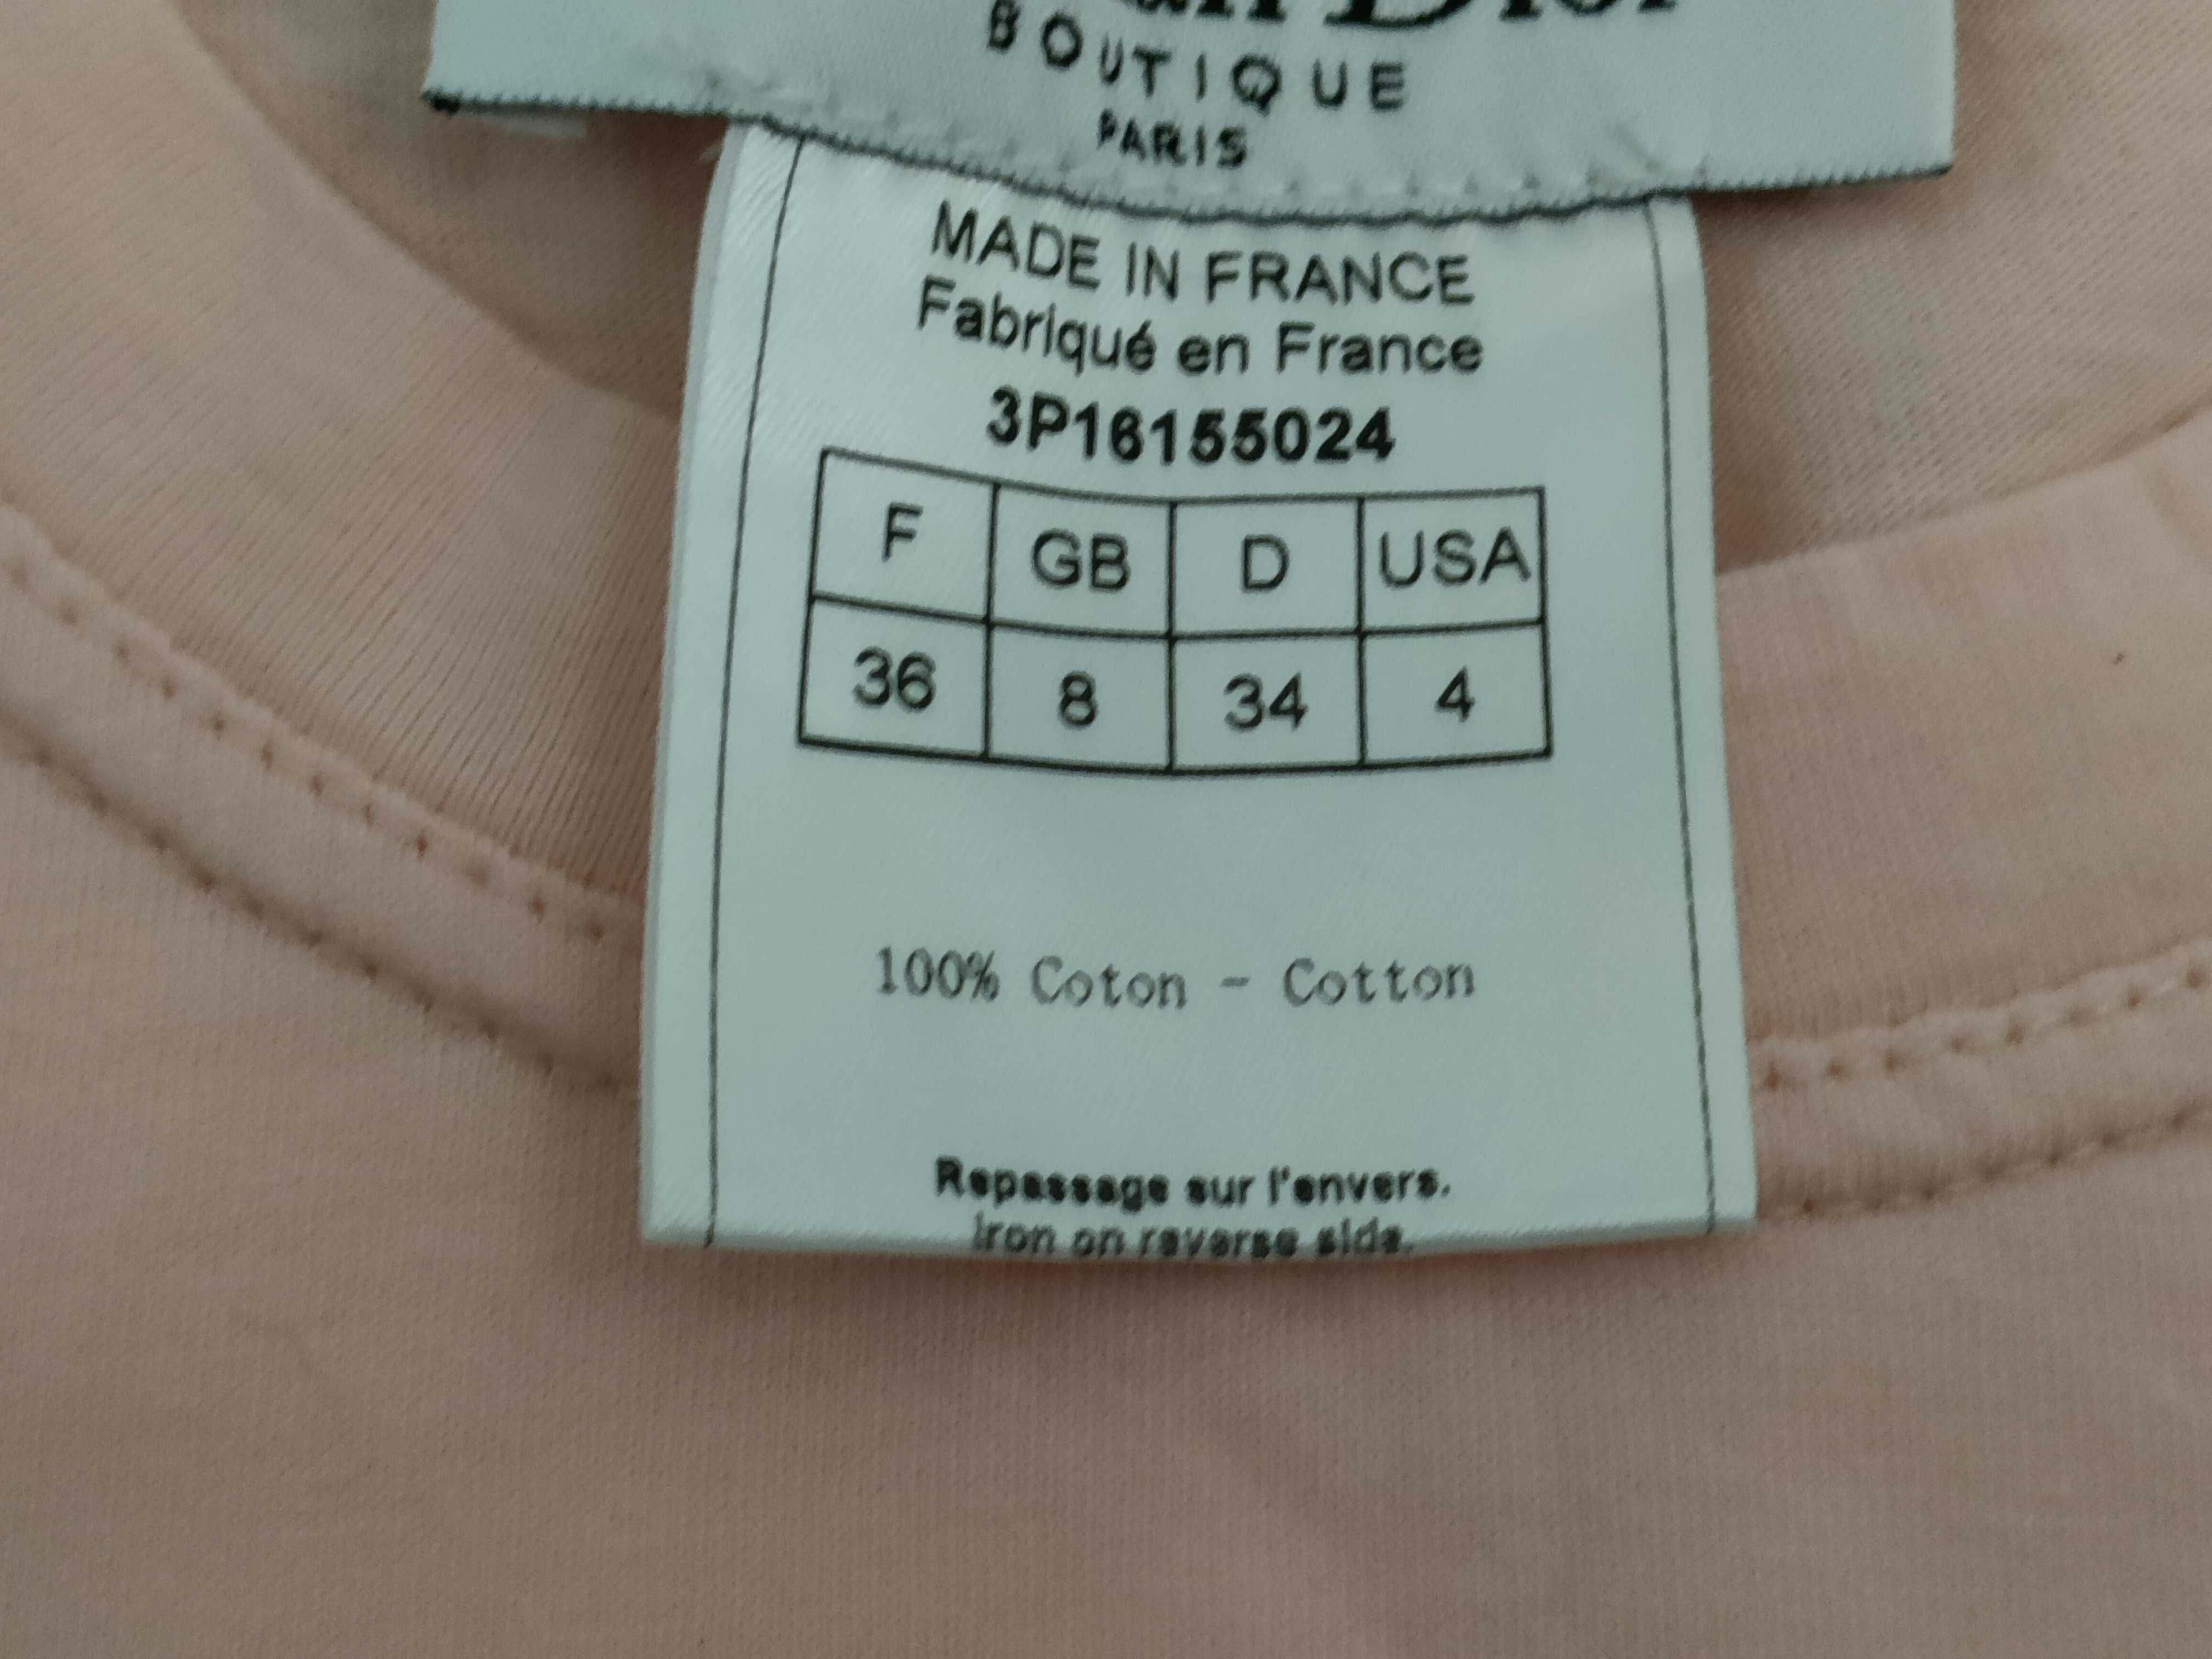 BOUTIQUE
PARIS
MADE IN FRANCE
Fabriqué en France
3P16155024
F GB D USA
36 8 34 4
100% Coton - Cotton
Repassage sur l'envers.
Iron on reverse side.